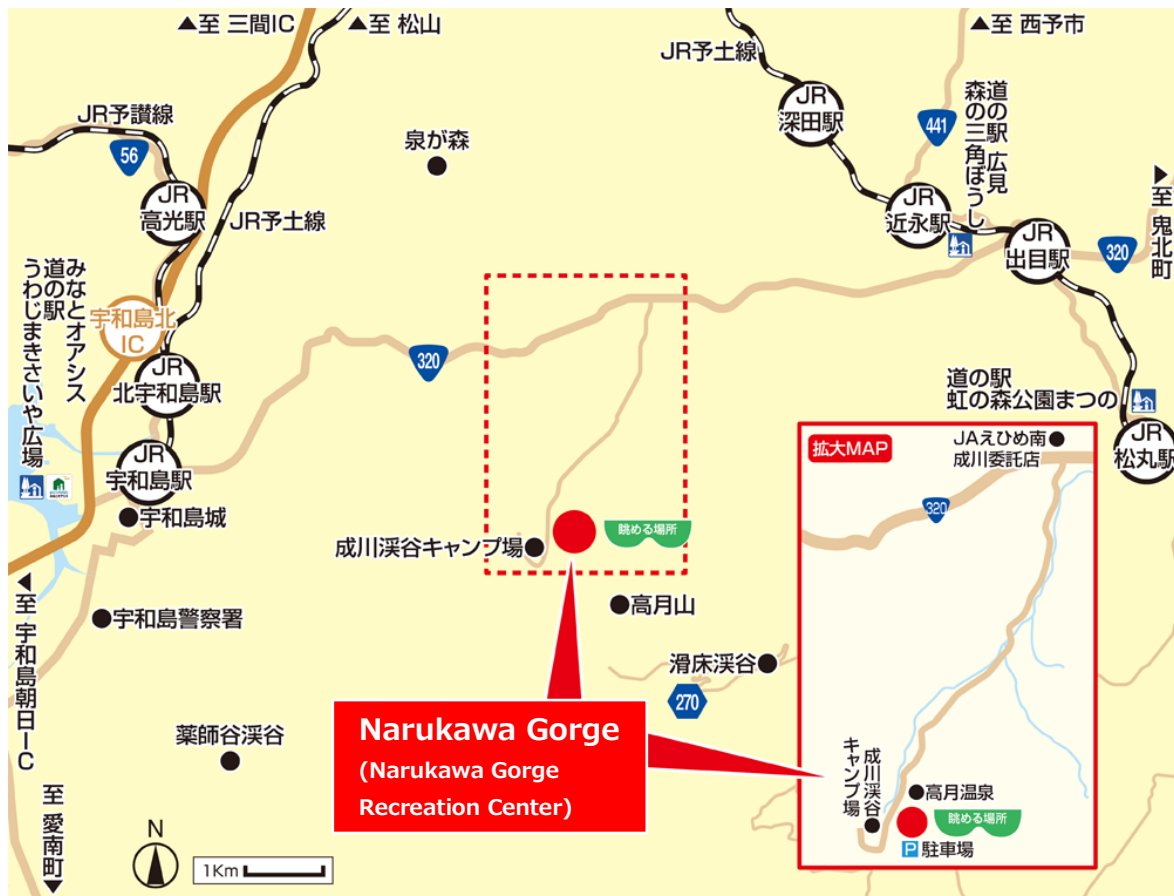 ▲至 三間IC
▲至 松山
▲至 西予市
JR予土線
JR予讃線
56
泉が森
JR
深田駅
441
道の駅 広見
森の三角ぼうし
JR
高光駅
JR予土線
JR
近永駅
JR
出目駅
320
▲至 鬼北町
みなとオアシス
道の駅
うわじまきさいや広場
宇和島北
IC
320
JR
北宇和島駅
道の駅
虹の森公園まつの
JR
宇和島駅
JR
松丸駅
宇和島城
成川渓谷キャンプ場
眺める場所
高月山
宇和島警察署
▲至 宇和島朝日IC
滑床渓谷
270
薬師谷渓谷
至 愛南町▼
N
1Km
Narukawa Gorge
(Narukawa Gorge
Recreation Center)
拡大MAP
JAえひめ南
成川委託店
320
成川渓谷
キャンプ場
高月温泉
眺める場所
P 駐車場